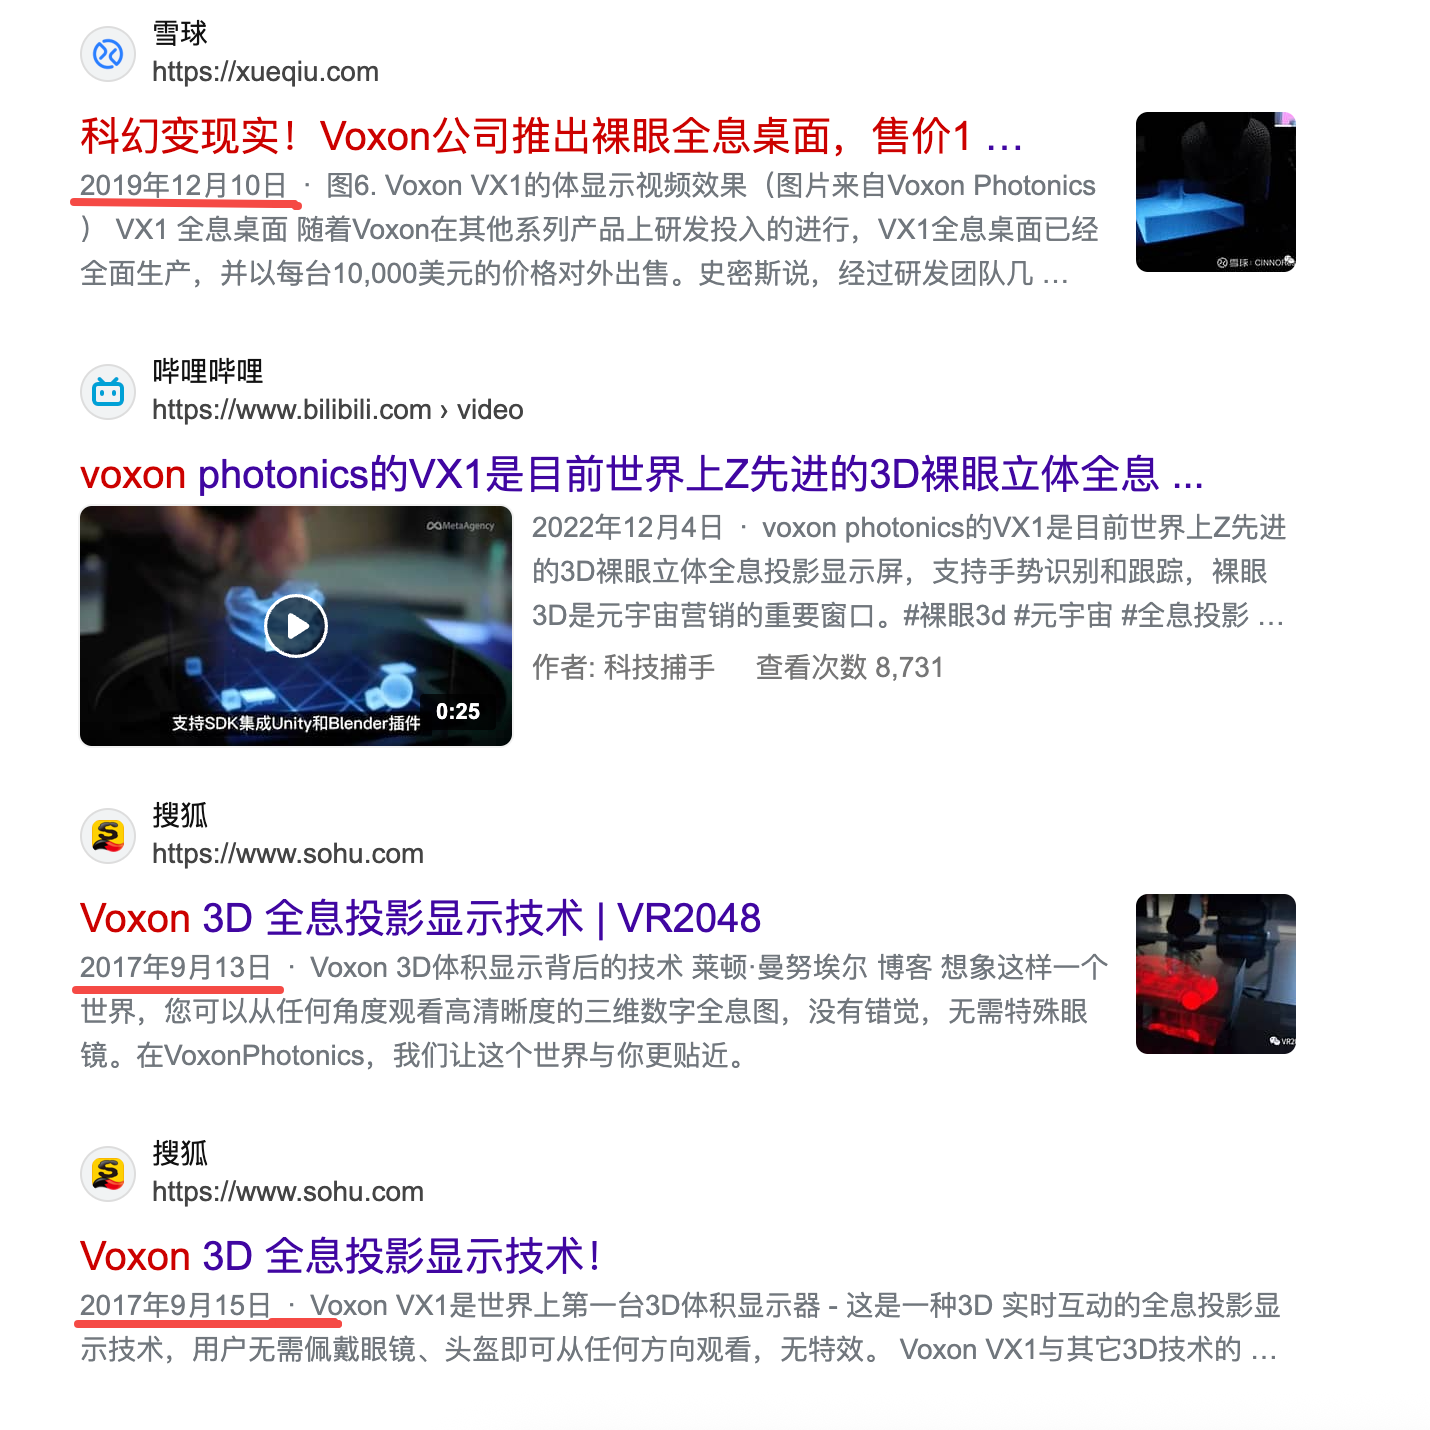 雪球
https://xueqiu.com
科幻变现实！Voxon公司推出裸眼全息桌面，售价1 ...
2019年12月10日 · 图6. Voxon VX1的体显示视频效果（图片来自Voxon Photonics
） VX1 全息桌面 随着Voxon在其他系列产品上研发投入的进行，VX1全息桌面已经
全面生产，并以每台10,000美元的价格对外出售。史密斯说，经过研发团队几 ...
雪球：CINNOR
哔哩哔哩
https://www.bilibili.com › video
voxon photonics的VX1是目前世界上Z先进的3D裸眼立体全息 ...
MetaAgency
支持SDK集成Unity和Blender插件
0:25
2022年12月4日 · voxon photonics的VX1是目前世界上Z先进
的3D裸眼立体全息投影显示屏，支持手势识别和跟踪，裸眼
3D是元宇宙营销的重要窗口。#裸眼3d #元宇宙 #全息投影 ...
作者: 科技捕手 查看次数 8,731
搜狐
https://www.sohu.com
Voxon 3D 全息投影显示技术 | VR2048
2017年9月13日 · Voxon 3D体积显示背后的技术 莱顿·曼努埃尔 博客 想象这样一个
世界，您可以从任何角度观看高清晰度的三维数字全息图，没有错觉，无需特殊眼
镜。在VoxonPhotonics，我们让这个世界与你更贴近。
VR20
搜狐
https://www.sohu.com
Voxon 3D 全息投影显示技术！
2017年9月15日 · Voxon VX1是世界上第一台3D体积显示器 - 这是一种3D 实时互动的全息投影显
示技术，用户无需佩戴眼镜、头盔即可从任何方向观看，无特效。 Voxon VX1与其它3D技术的 ...